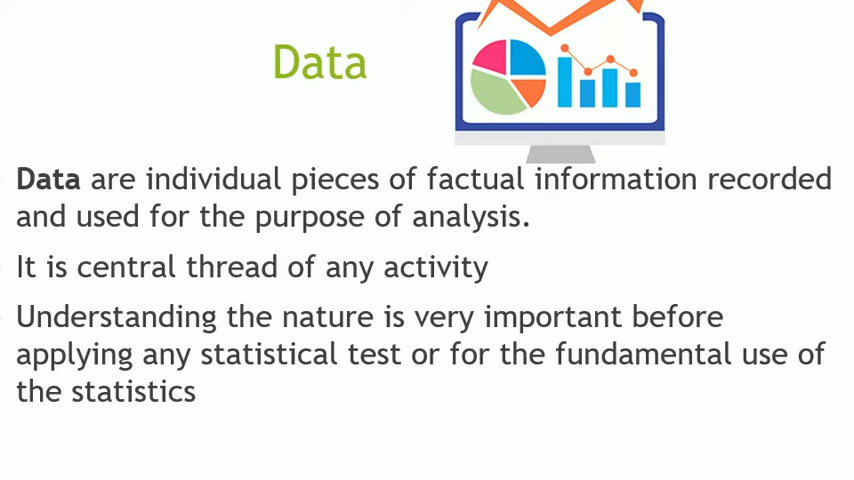 Data
Data are individual pieces of factual information recorded
and used for the purpose of analysis.
It is central thread of any activity
Understanding the nature is very important before
applying any statistical test or for the fundamental use of
the statistics